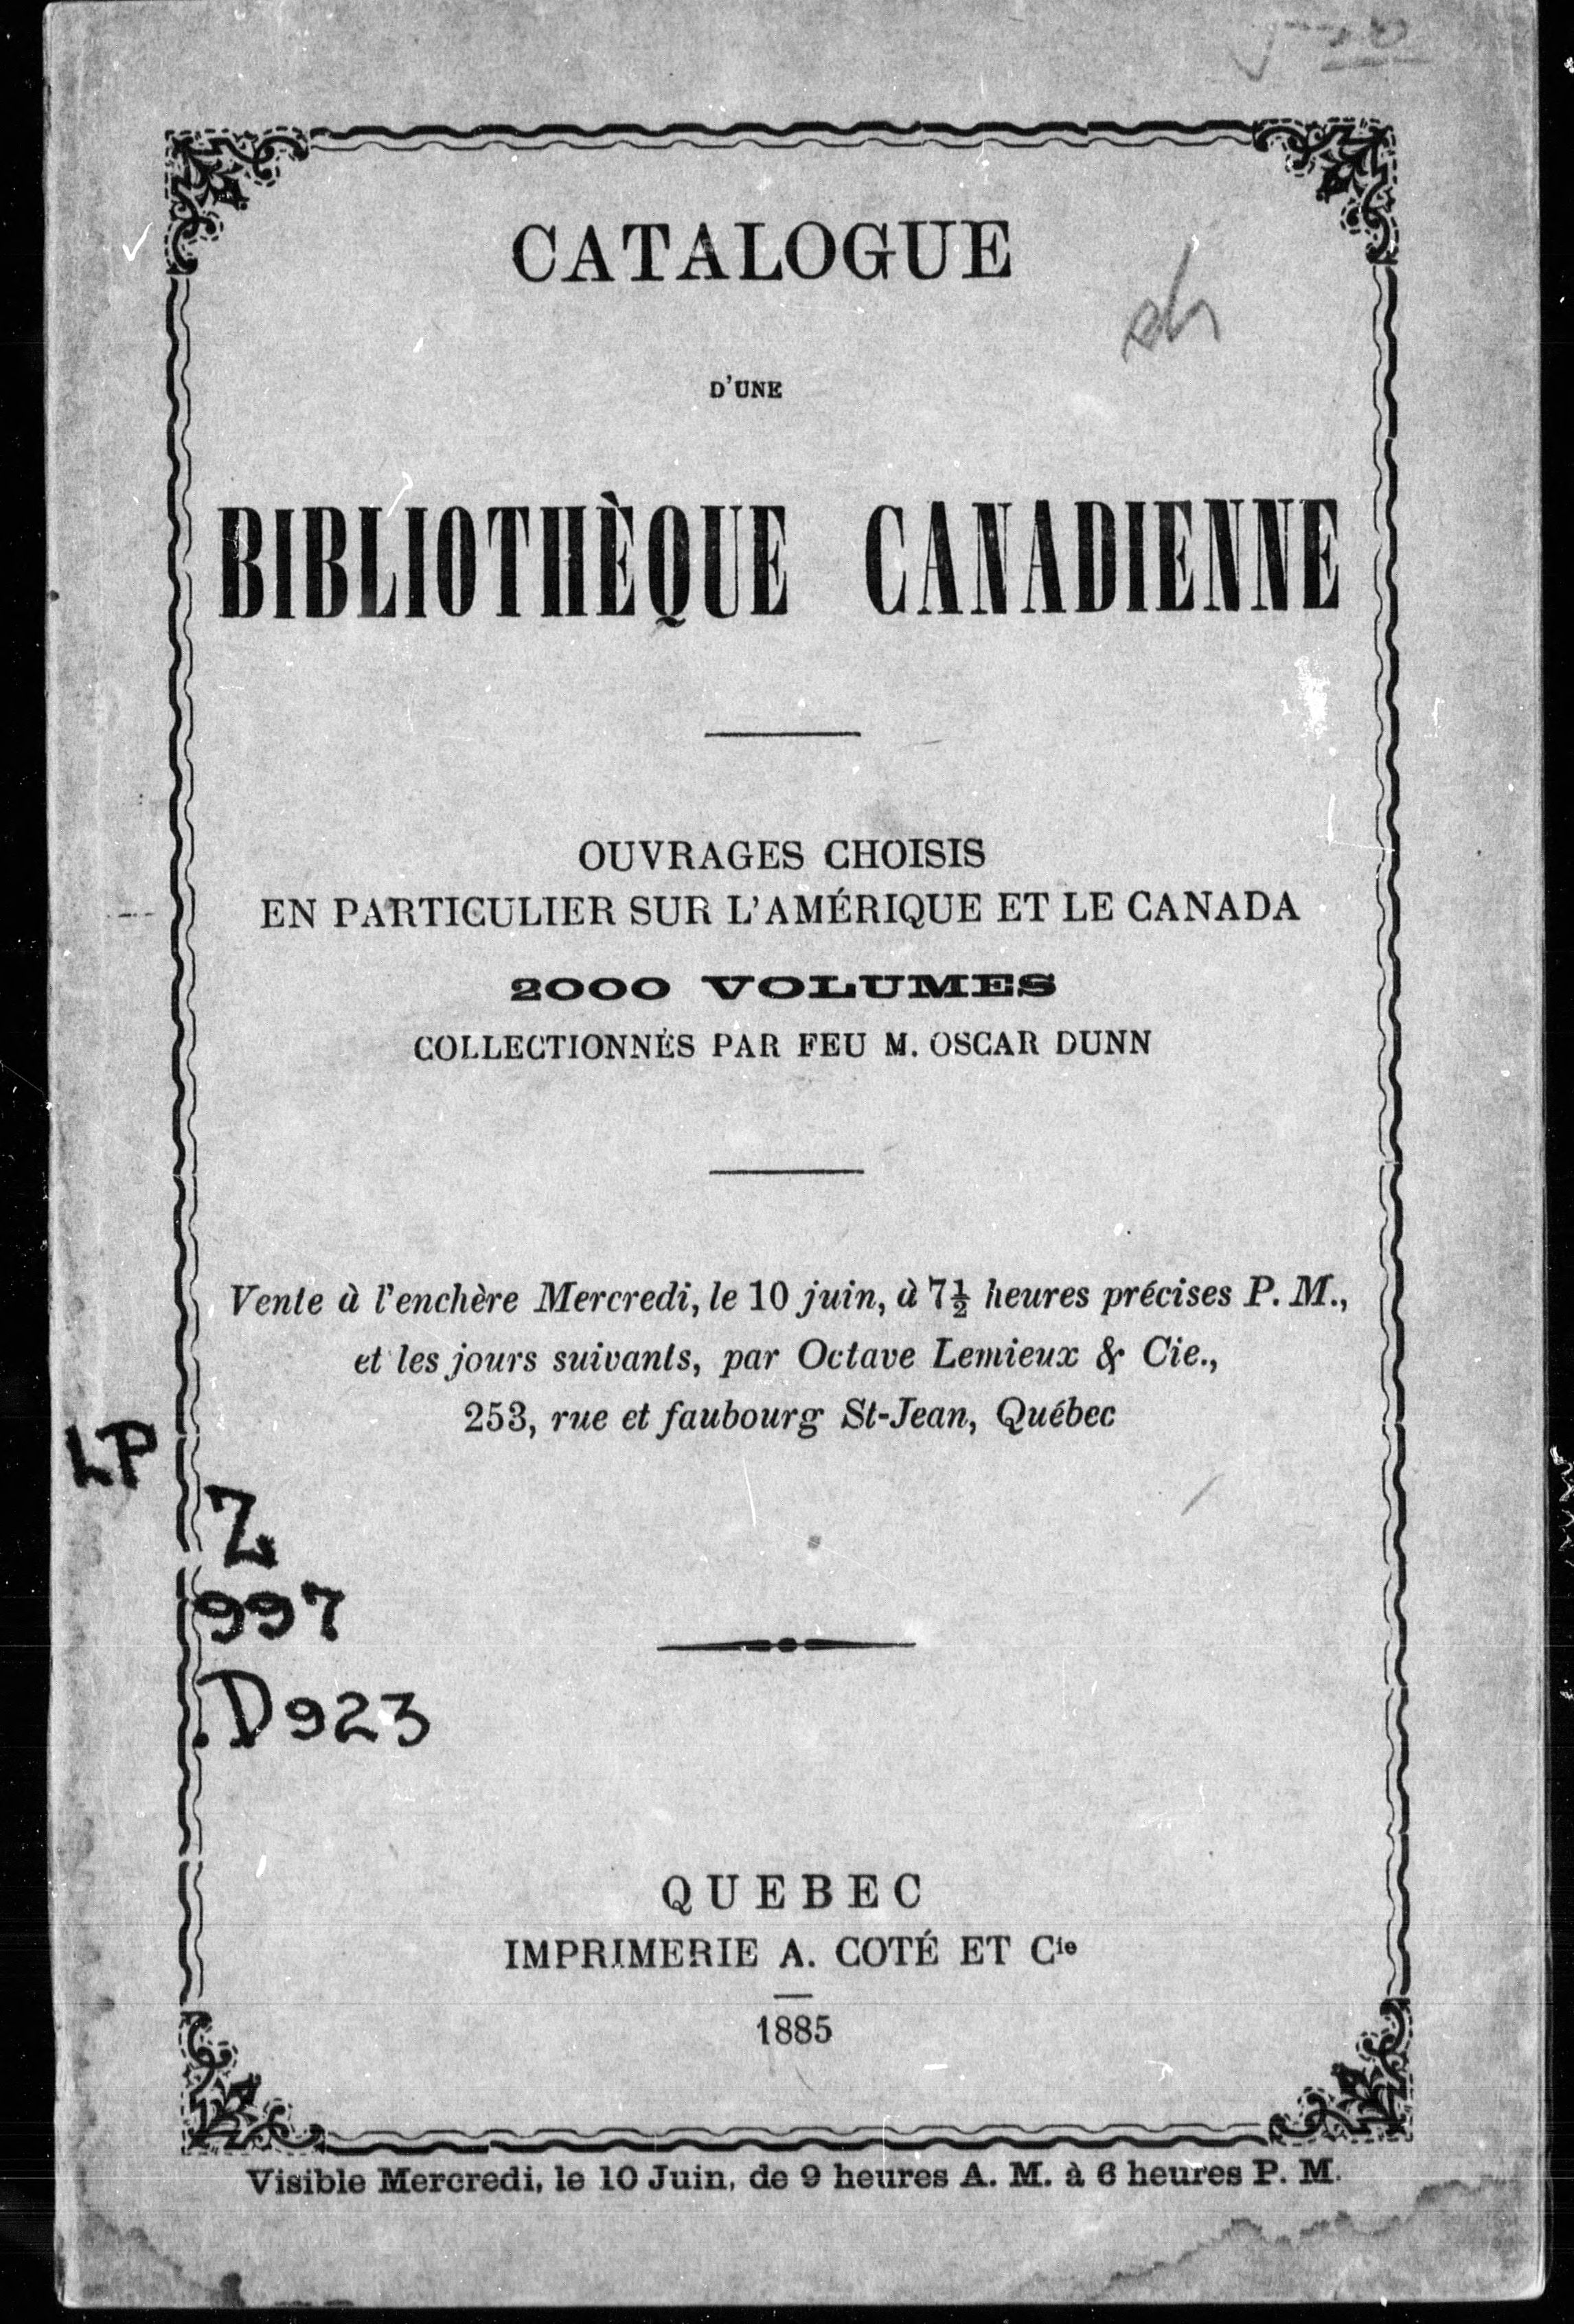 CATALOGUE
D'UNE
BIBLIOTHÈQUE CANADIENNE
OUVRAGES CHOISIS
EN PARTICULIER SUR L'AMÉRIQUE ET LE CANADA
2000 VOLUMES
COLLECTIONNÉS PAR FEU M. OSCAR DUNN
Vente à l'enchère Mercredi, le 10 juin, à 7½ heures précises P. M.,
et les jours suivants, par Octave Lemieux & Cie.,
253, rue et faubourg St-Jean, Québec
LP
Z
997
.D923
QUEBEC
IMPRIMERIE A. COTÉ ET Cie
1885
Visible Mercredi, le 10 Juin, de 9 heures A. M. à 6 heures P. M.